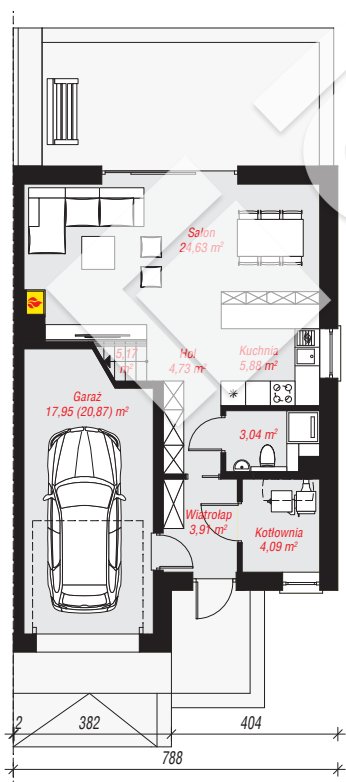 Salon
24,63 m²
5,17
m²
Hol
4,73 m²
Kuchnia
5,88 m²
Garaż
17,95 (20,87) m²
3,04 m²
Wiatrołap
3,91 m²
Kotłownia
4,09 m²
2
382
404
788